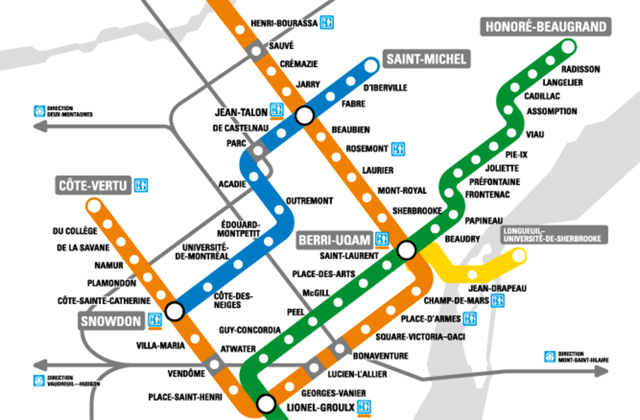 HENRI-BOURASSA
SAUVÉ
CRÉMAZIE
JARRY
JEAN-TALON
DE CASTELNAU
PARC
ACADIE
OUTREMONT
ÉDOUARD-
MONTPETIT
UNIVERSITÉ-
DE-MONTRÉAL
CÔTE-DES-
NEIGES
SAINT-MICHEL
D'IBERVILLE
FABRE
BEAUBIEN
ROSEMONT
LAURIER
MONT-ROYAL
SHERBROOKE
BERRI-UQAM
HONORÉ-BEAUGRAND
RADISSON
LANGELIER
CADILLAC
ASSOMPTION
VIAU
PIE-IX
JOLIETTE
PRÉFONTAINE
FRONTENAC
PAPINEAU
BEAUDRY
LONGUEUIL–
UNIVERSITÉ-DE-SHERBROOKE
JEAN-DRAPEAU
CHAMP-DE-MARS
PLACE-D'ARMES
SQUARE-VICTORIA–OACI
BONAVENTURE
LUCIEN-L'ALLIER
GEORGES-VANIER
LIONEL-GROULX
SAINT-LAURENT
PLACE-DES-ARTS
McGILL
PEEL
GUY-CONCORDIA
ATWATER
CÔTE-VERTU
DU COLLÈGE
DE LA SAVANE
NAMUR
PLAMONDON
CÔTE-SAINTE-CATHERINE
SNOWDON
VILLA-MARIA
VENDÔME
PLACE-SAINT-HENRI
DIRECTION
DEUX-MONTAGNES
DIRECTION
VAUDREUIL—HUDSON
DIRECTION
MONT-SAINT-HILAIRE